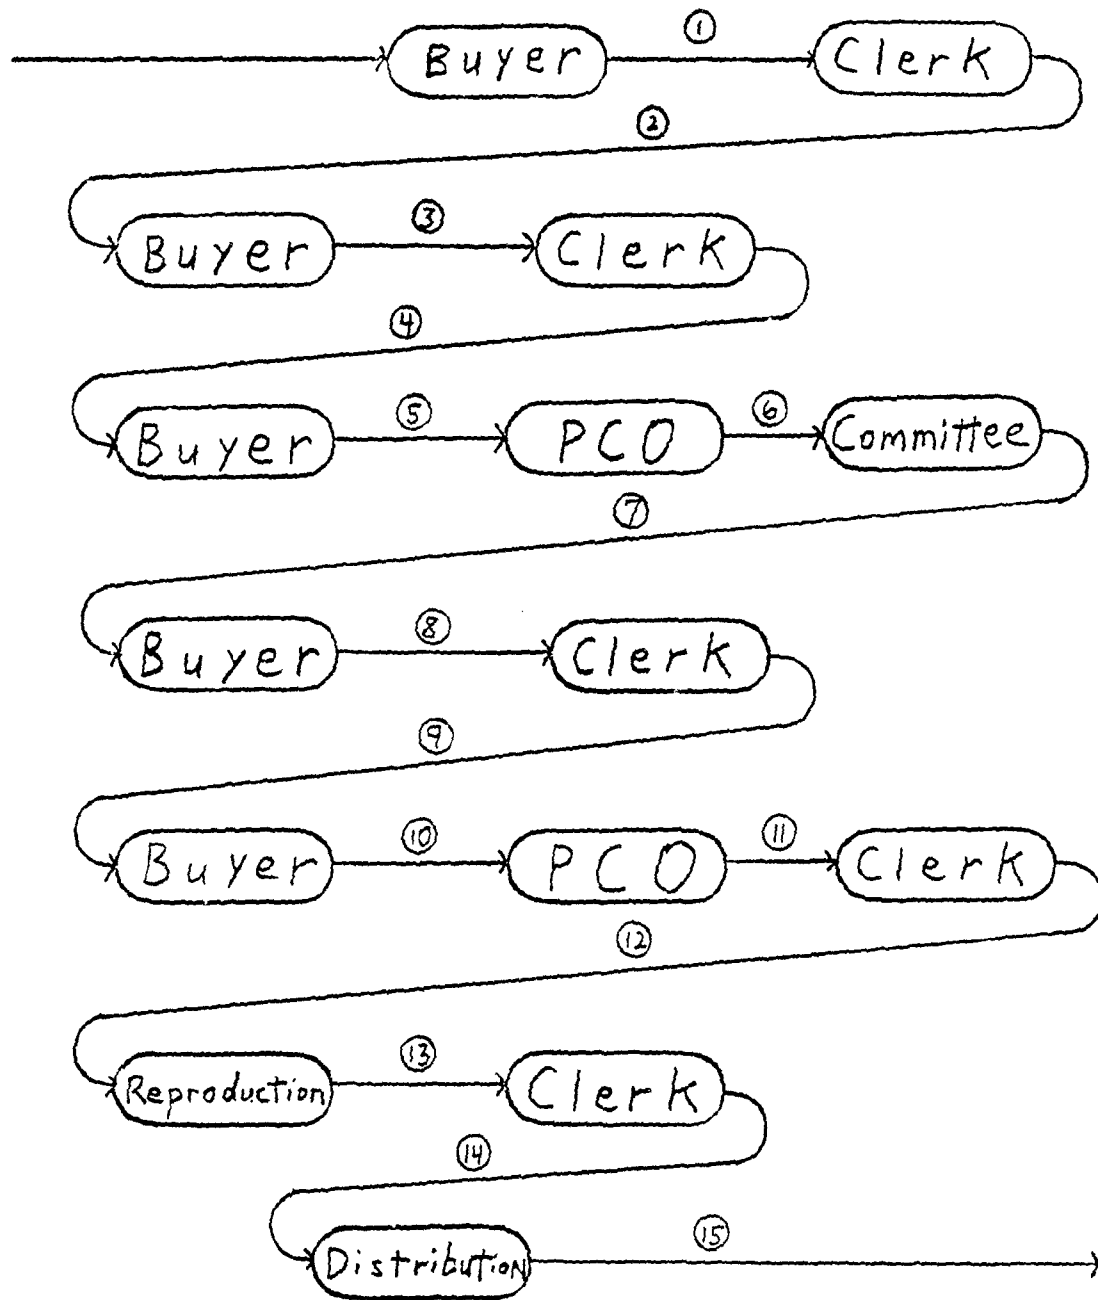 Buyer ① Clerk
②
Buyer ③ Clerk
④
Buyer ⑤ PCO ⑥ Committee
⑦
Buyer ⑧ Clerk
⑨
Buyer ⑩ PCO ⑪ Clerk
⑫
Reproduction ⑬ Clerk
⑭
Distribution ⑮